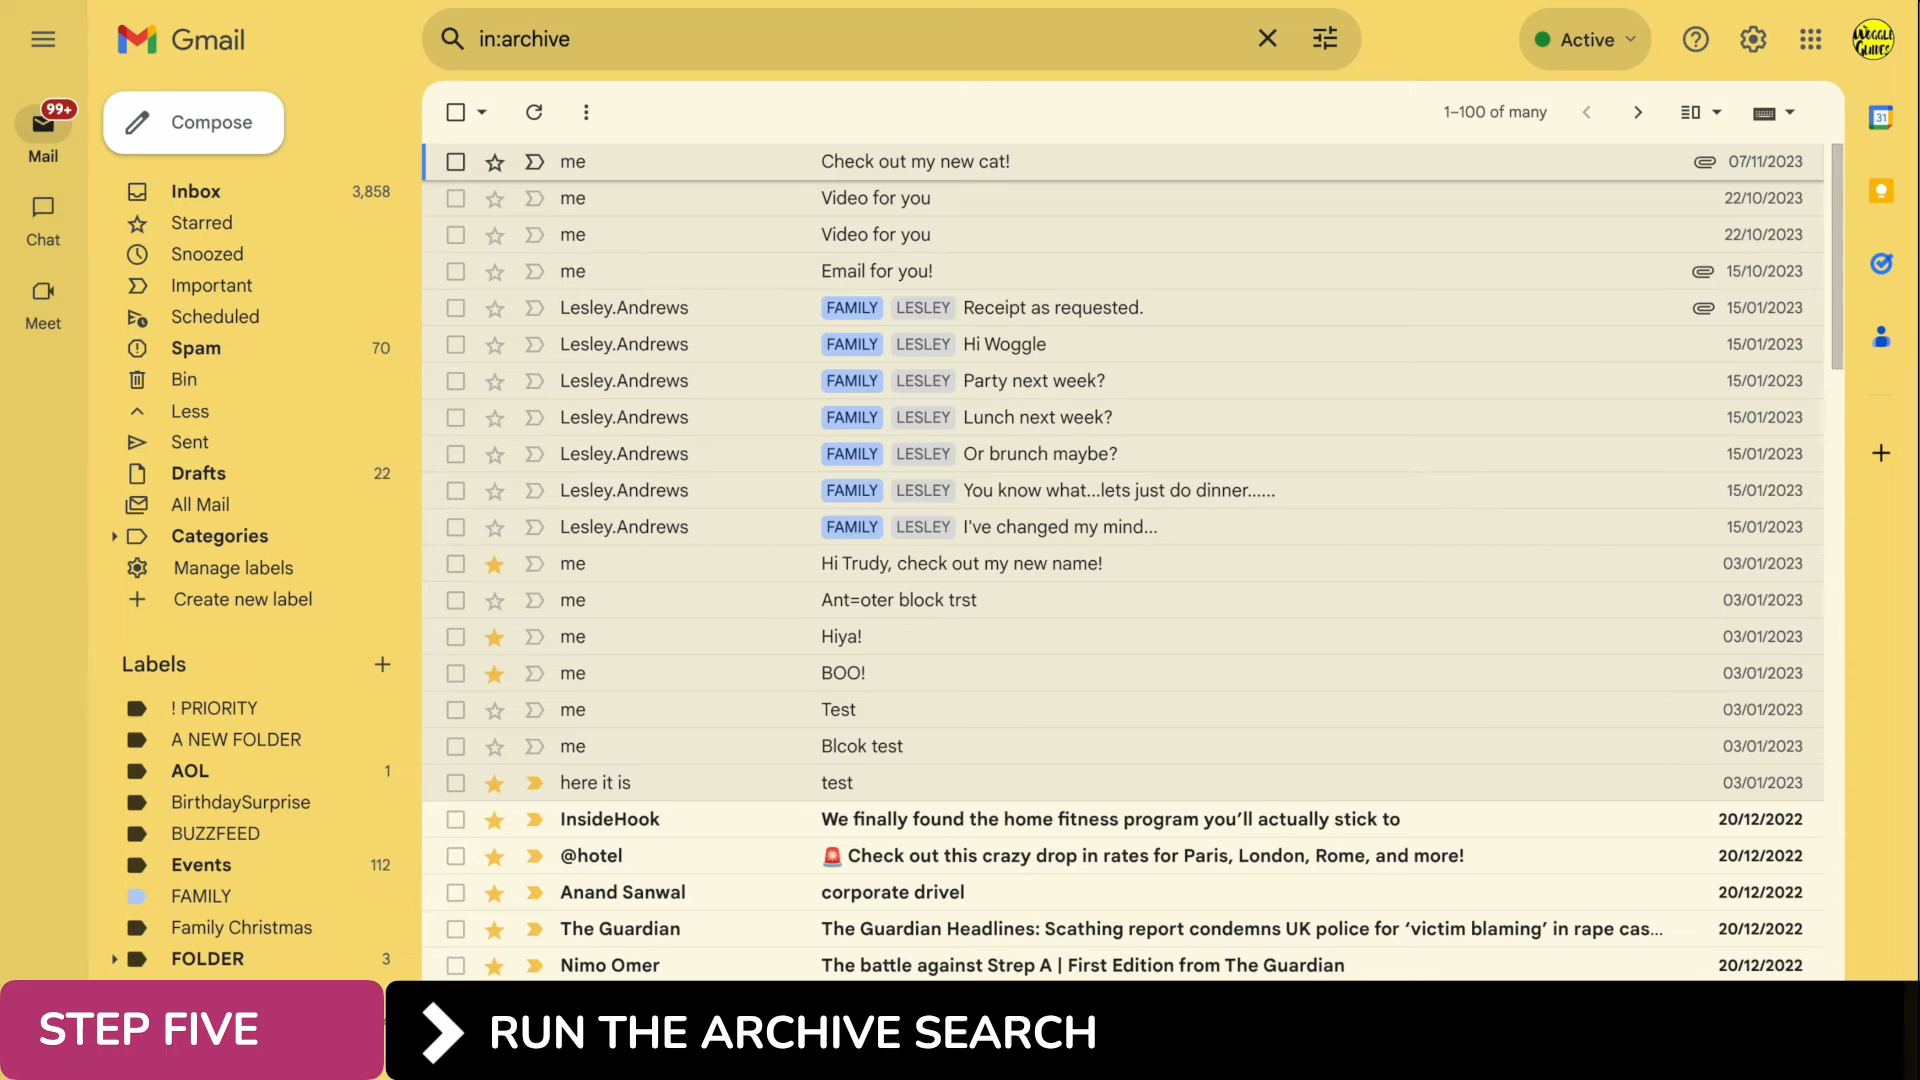 Gmail
in:archive
Active
WOGGLE GUIDES
Compose
99+
Mail
Chat
Meet
Inbox 3,858
Starred
Snoozed
Important
Scheduled
Spam 70
Bin
Less
Sent
Drafts 22
All Mail
Categories
Manage labels
Create new label
Labels
! PRIORITY
A NEW FOLDER
AOL 1
BirthdaySurprise
BUZZFEED
Events 112
FAMILY
Family Christmas
FOLDER 3
1–100 of many
31
me Check out my new cat! 07/11/2023
me Video for you 22/10/2023
me Video for you 22/10/2023
me Email for you! 15/10/2023
Lesley.Andrews FAMILY LESLEY Receipt as requested. 15/01/2023
Lesley.Andrews FAMILY LESLEY Hi Woggle 15/01/2023
Lesley.Andrews FAMILY LESLEY Party next week? 15/01/2023
Lesley.Andrews FAMILY LESLEY Lunch next week? 15/01/2023
Lesley.Andrews FAMILY LESLEY Or brunch maybe? 15/01/2023
Lesley.Andrews FAMILY LESLEY You know what...lets just do dinner...... 15/01/2023
Lesley.Andrews FAMILY LESLEY I've changed my mind... 15/01/2023
me Hi Trudy, check out my new name! 03/01/2023
me Ant=oter block trst 03/01/2023
me Hiya! 03/01/2023
me BOO! 03/01/2023
me Test 03/01/2023
me Blcok test 03/01/2023
here it is test 03/01/2023
InsideHook We finally found the home fitness program you’ll actually stick to 20/12/2022
@hotel 🚨 Check out this crazy drop in rates for Paris, London, Rome, and more! 20/12/2022
Anand Sanwal corporate drivel 20/12/2022
The Guardian The Guardian Headlines: Scathing report condemns UK police for ‘victim blaming’ in rape cas... 20/12/2022
Nimo Omer The battle against Strep A | First Edition from The Guardian 20/12/2022
STEP FIVE
RUN THE ARCHIVE SEARCH